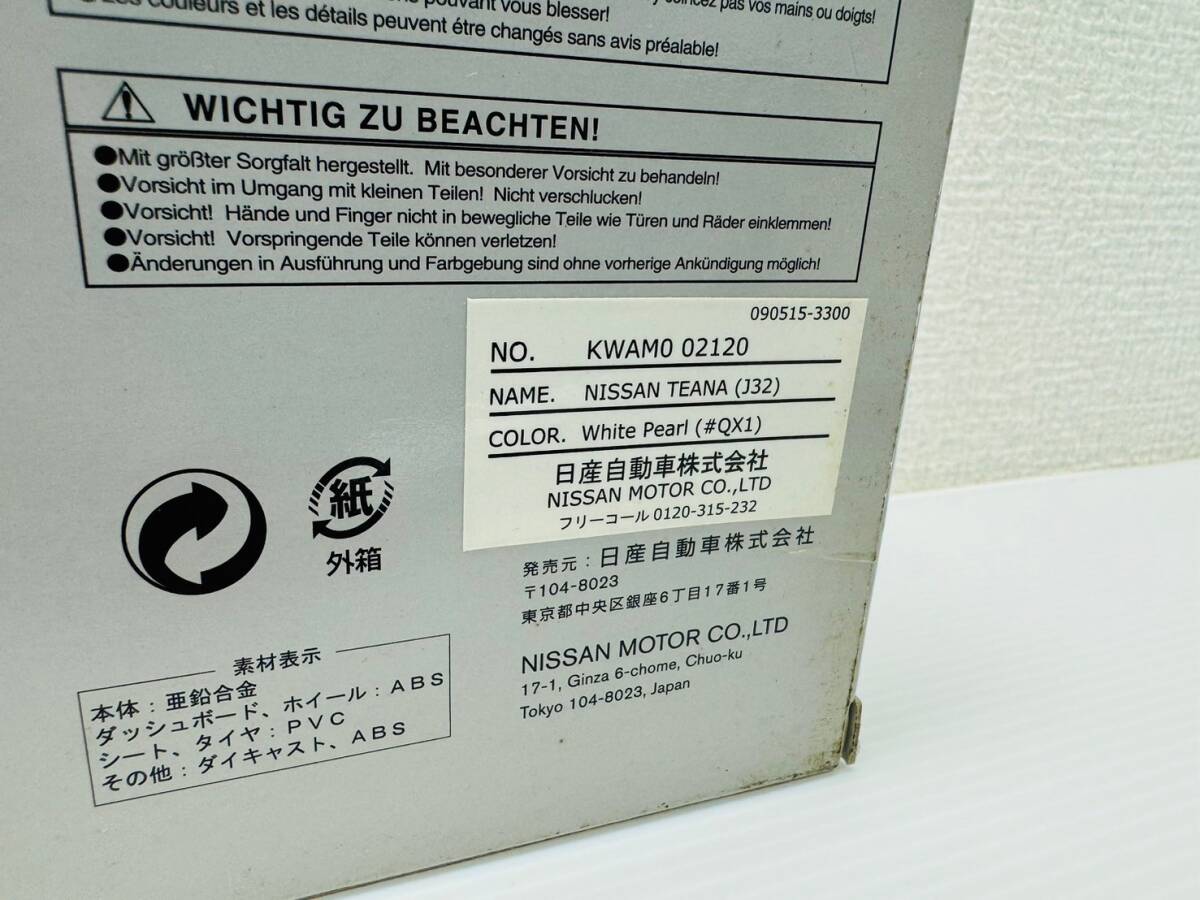 pouvant vous blesser!
pas vos mains ou doigts!
Les couleurs et les détails peuvent étre changés sans avis préalable!
WICHTIG ZU BEACHTEN!
●Mit größter Sorgfalt hergestellt. Mit besonderer Vorsicht zu behandeln!
●Vorsicht im Umgang mit kleinen Teilen! Nicht verschlucken!
●Vorsicht! Hände und Finger nicht in bewegliche Teile wie Türen und Räder einklemmen!
●Vorsicht! Vorspringende Teile können verletzen!
●Änderungen in Ausführung und Farbgebung sind ohne vorherige Ankündigung möglich!
090515-3300
NO. KWAM0 02120
NAME. NISSAN TEANA (J32)
COLOR. White Pearl (#QX1)
日産自動車株式会社
NISSAN MOTOR CO.,LTD
フリーコール 0120-315-232
紙
外箱
発売元：日産自動車株式会社
〒104-8023
東京都中央区銀座6丁目17番1号
NISSAN MOTOR CO.,LTD
17-1, Ginza 6-chome, Chuo-ku
Tokyo 104-8023, Japan
素材表示
本体：亜鉛合金
ダッシュボード、ホイール：ABS
シート、タイヤ：PVC
その他：ダイキャスト、ABS